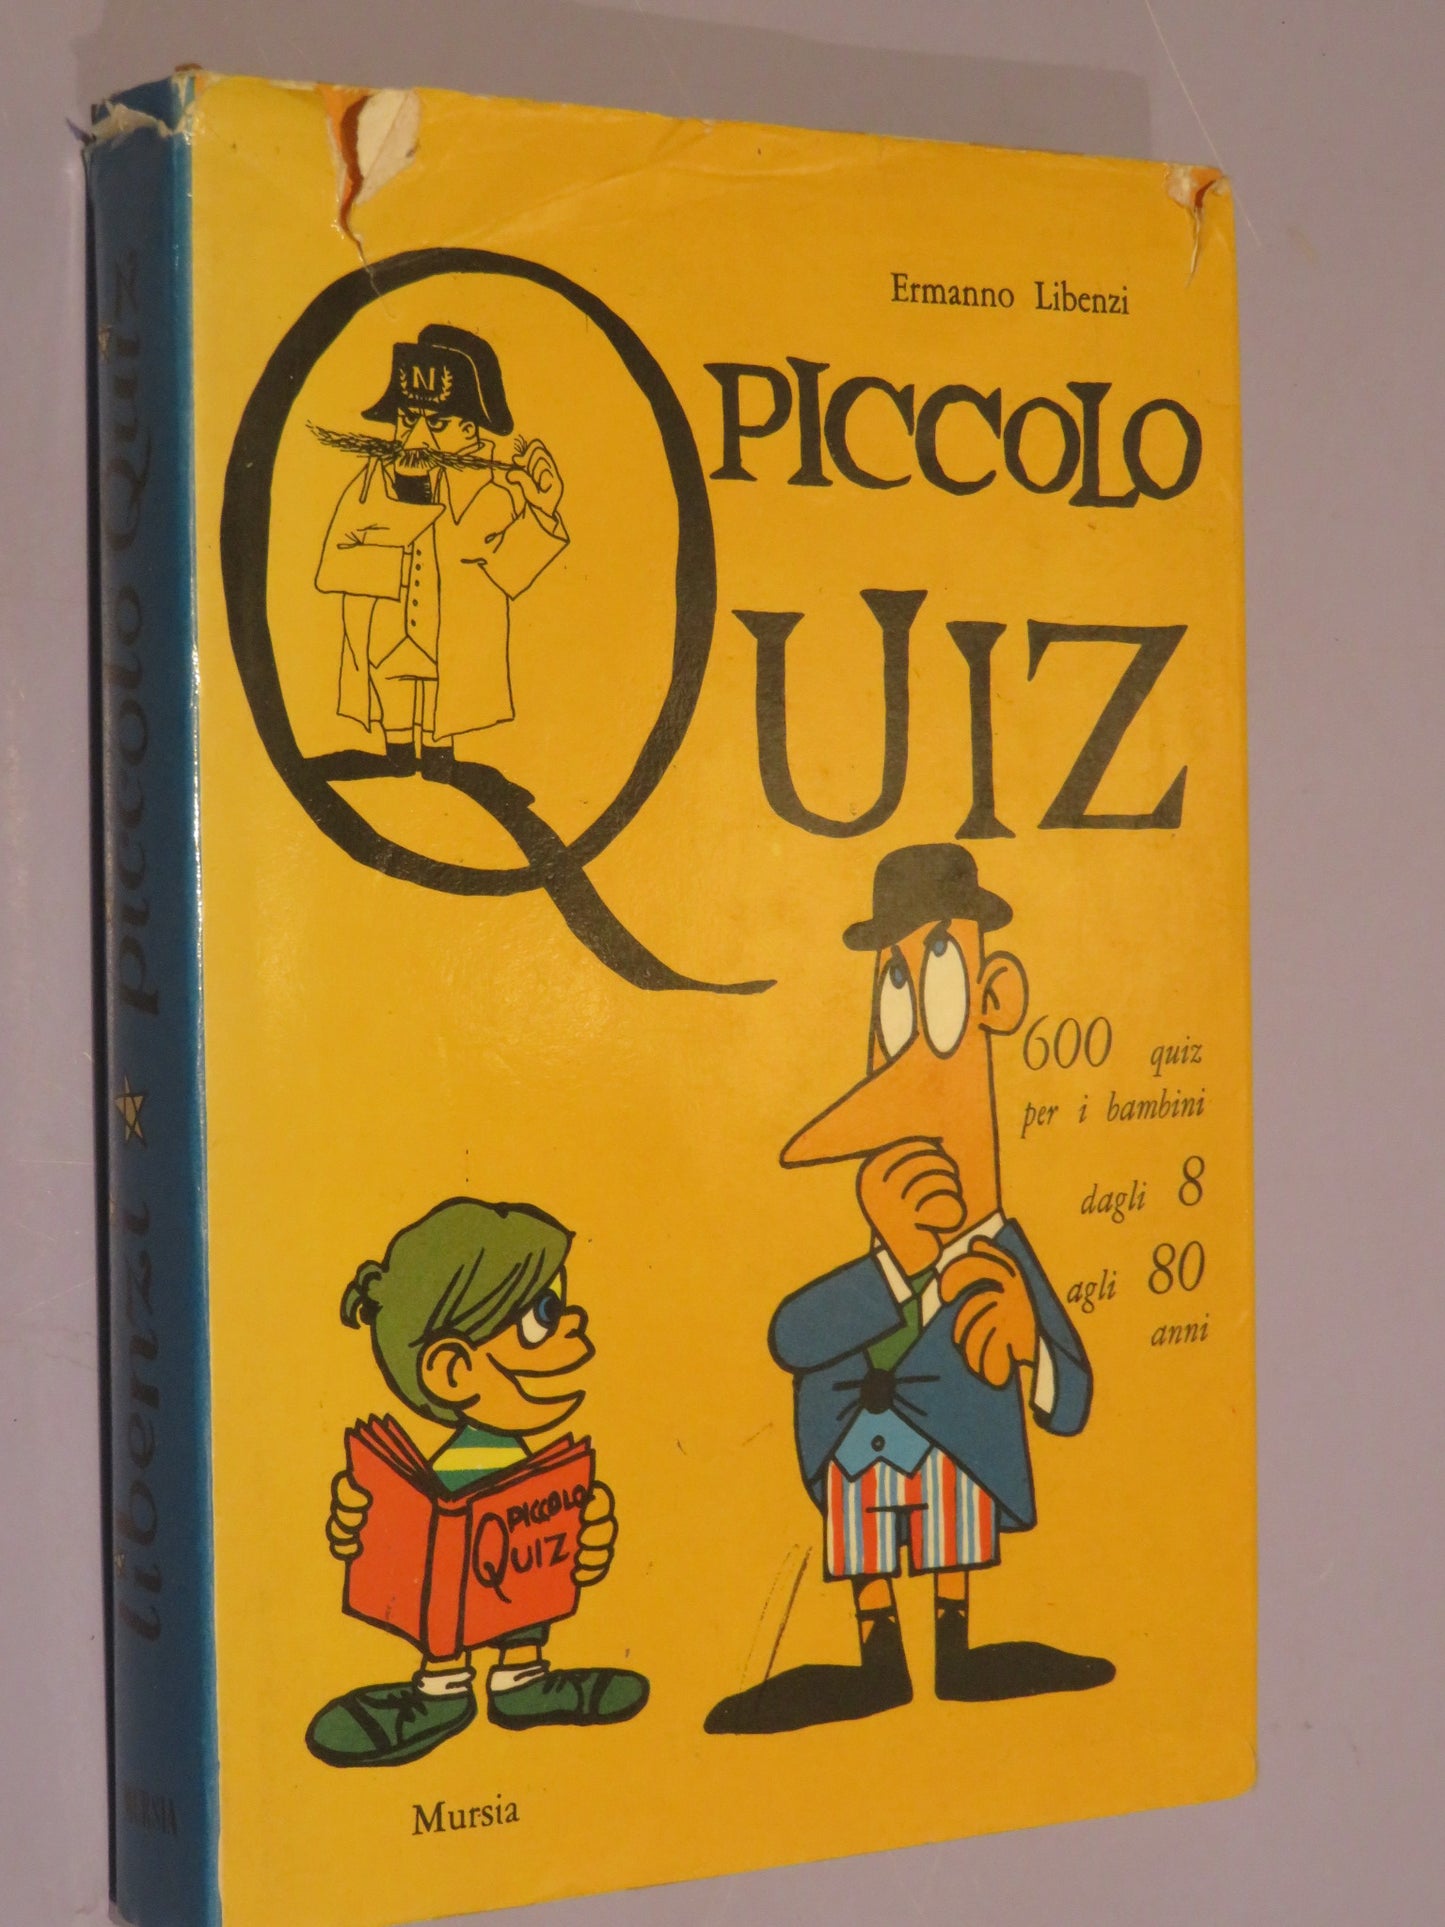 Ermanno Libenzi
PICCOLO
QUIZ
N
600 quiz
per i bambini
dagli 8
agli 80
anni
PICCOLO
QUIZ
Mursia
libenzi piccolo Quiz
MURSIA